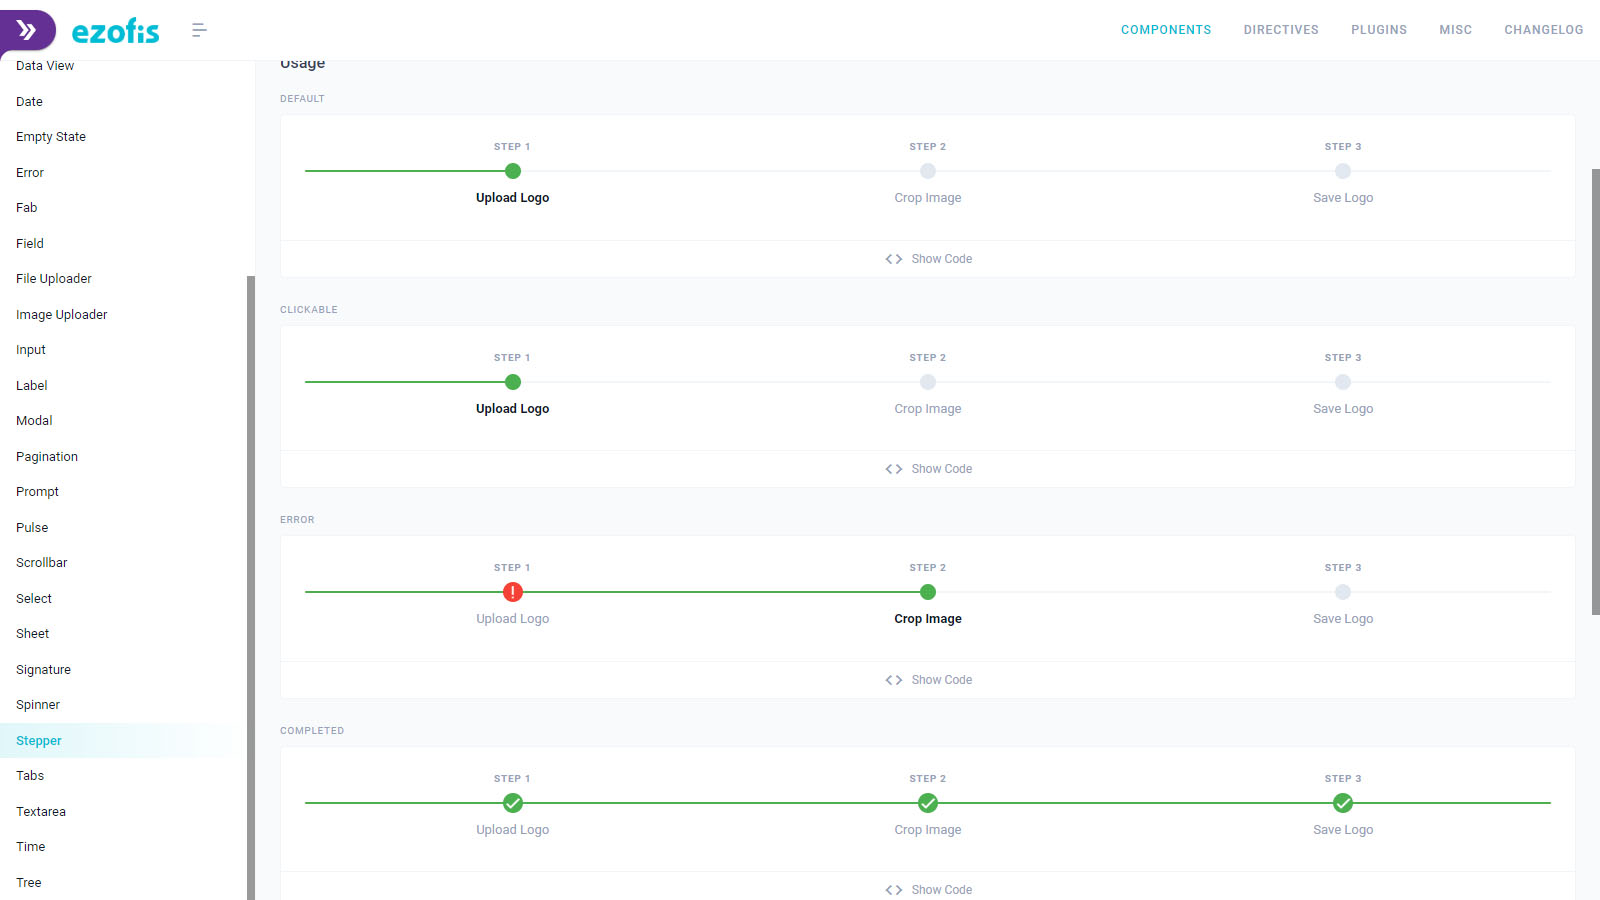 ezofis
COMPONENTS
DIRECTIVES
PLUGINS
MISC
CHANGELOG
Data View
Date
Empty State
Error
Fab
Field
File Uploader
Image Uploader
Input
Label
Modal
Pagination
Prompt
Pulse
Scrollbar
Select
Sheet
Signature
Spinner
Stepper
Tabs
Textarea
Time
Tree
Usage
DEFAULT
STEP 1
STEP 2
STEP 3
Upload Logo
Crop Image
Save Logo
Show Code
CLICKABLE
STEP 1
STEP 2
STEP 3
Upload Logo
Crop Image
Save Logo
Show Code
ERROR
STEP 1
STEP 2
STEP 3
Upload Logo
Crop Image
Save Logo
Show Code
COMPLETED
STEP 1
STEP 2
STEP 3
Upload Logo
Crop Image
Save Logo
Show Code